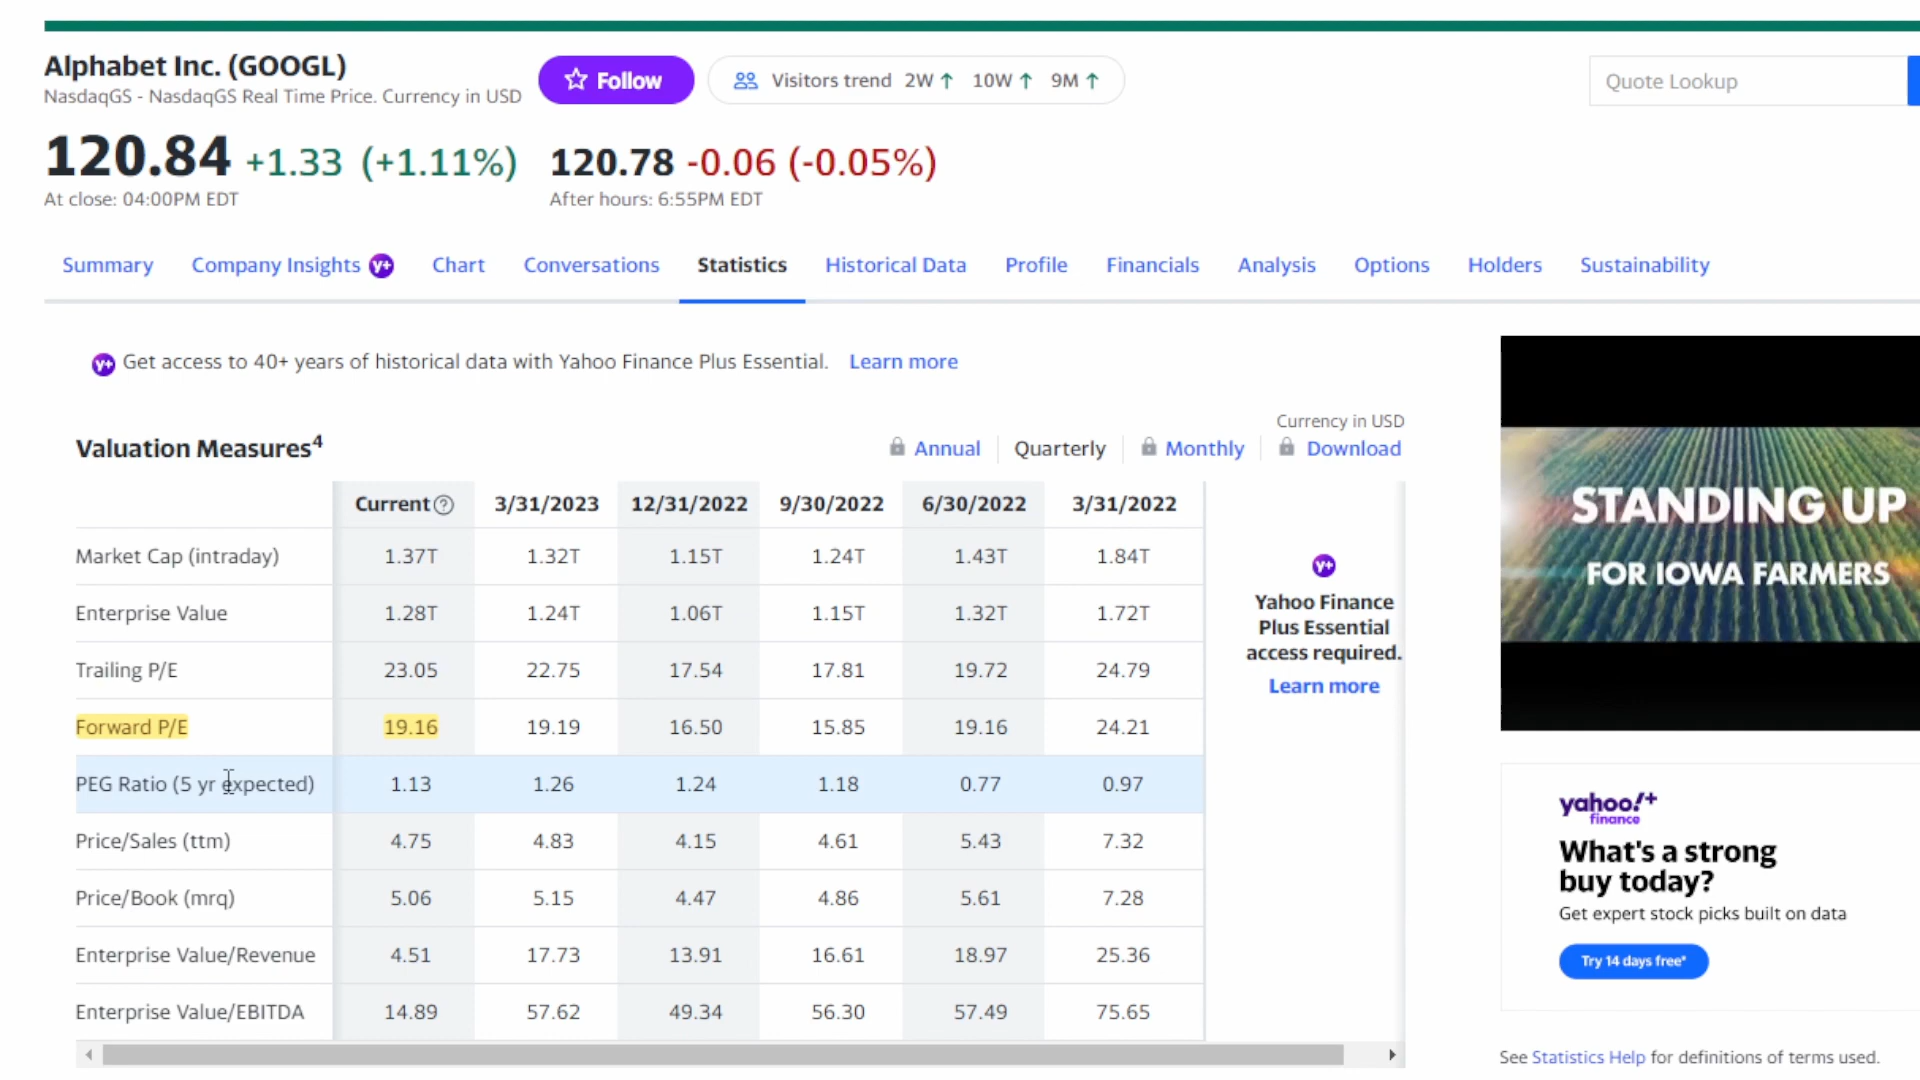 Alphabet Inc. (GOOGL)
NasdaqGS - NasdaqGS Real Time Price. Currency in USD
Follow
Visitors trend 2W ↑ 10W ↑ 9M ↑
Quote Lookup
120.84 +1.33 (+1.11%)
At close: 04:00PM EDT
120.78 -0.06 (-0.05%)
After hours: 6:55PM EDT
Summary Company Insights y+ Chart Conversations Statistics Historical Data Profile Financials Analysis Options Holders Sustainability
y+ Get access to 40+ years of historical data with Yahoo Finance Plus Essential. Learn more
Currency in USD
Valuation Measures4
Annual Quarterly Monthly Download
Current 3/31/2023 12/31/2022 9/30/2022 6/30/2022 3/31/2022
Market Cap (intraday) 1.37T 1.32T 1.15T 1.24T 1.43T 1.84T
Enterprise Value 1.28T 1.24T 1.06T 1.15T 1.32T 1.72T
Trailing P/E 23.05 22.75 17.54 17.81 19.72 24.79
Forward P/E 19.16 19.19 16.50 15.85 19.16 24.21
PEG Ratio (5 yr expected) 1.13 1.26 1.24 1.18 0.77 0.97
Price/Sales (ttm) 4.75 4.83 4.15 4.61 5.43 7.32
Price/Book (mrq) 5.06 5.15 4.47 4.86 5.61 7.28
Enterprise Value/Revenue 4.51 17.73 13.91 16.61 18.97 25.36
Enterprise Value/EBITDA 14.89 57.62 49.34 56.30 57.49 75.65
y+
Yahoo Finance
Plus Essential
access required.
Learn more
STANDING UP
FOR IOWA FARMERS
yahoo!+
finance
What's a strong
buy today?
Get expert stock picks built on data
Try 14 days free*
See Statistics Help for definitions of terms used.